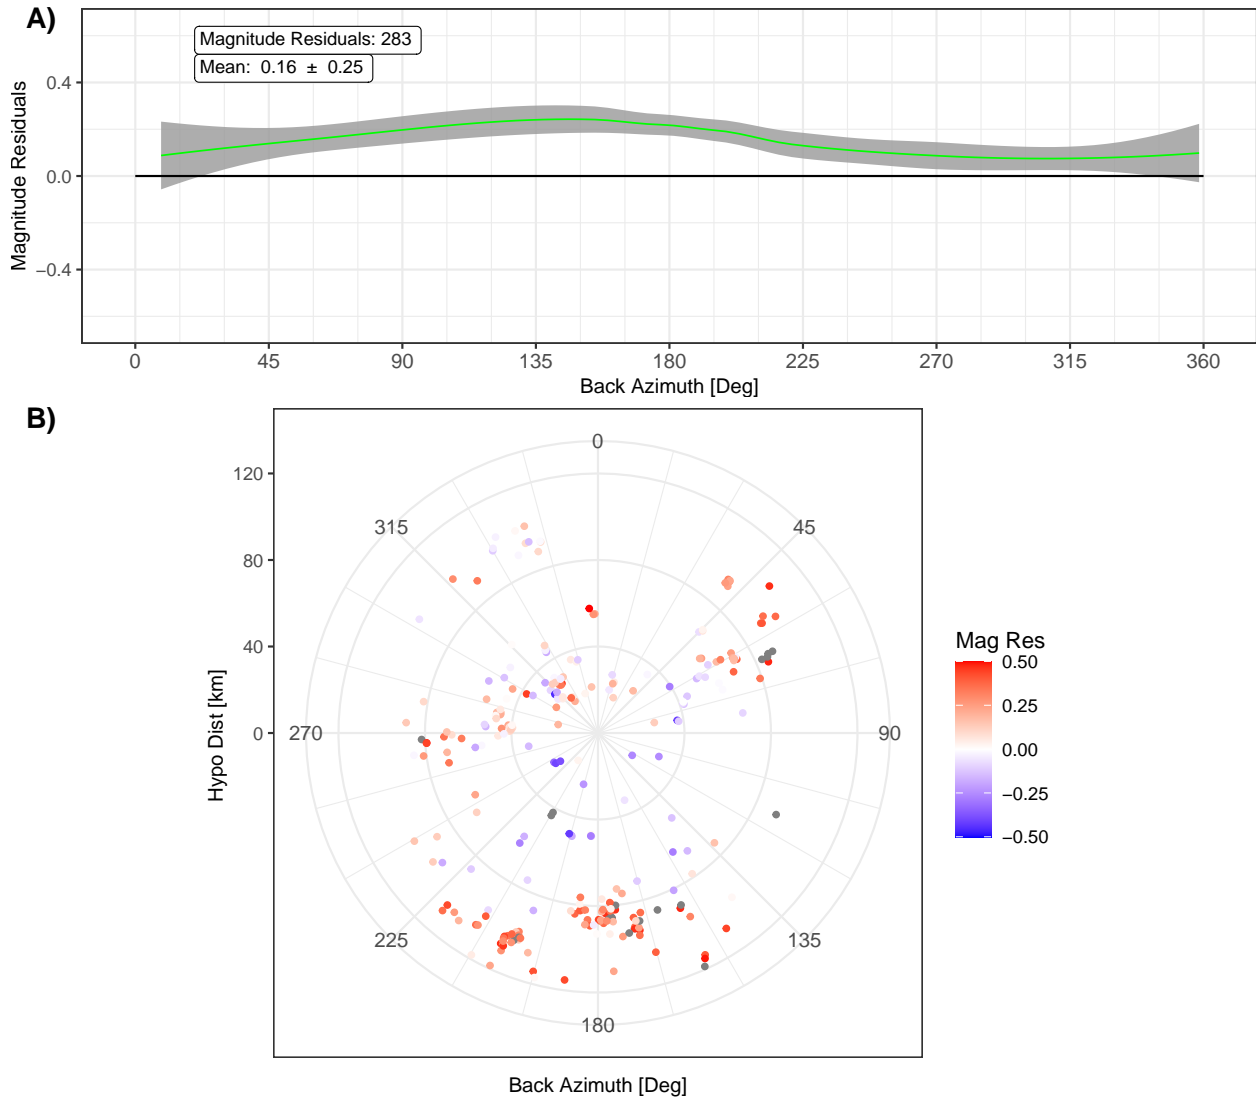 A)
Magnitude Residuals: 283
Mean:  0.16  ±  0.25
Magnitude Residuals
0.4
0.0
−0.4
0 45 90 135 180 225 270 315 360
Back Azimuth [Deg]
B)
Hypo Dist [km]
120
80
40
0
0
45
90
135
180
225
270
315
Back Azimuth [Deg]
Mag Res
0.50
0.25
0.00
−0.25
−0.50